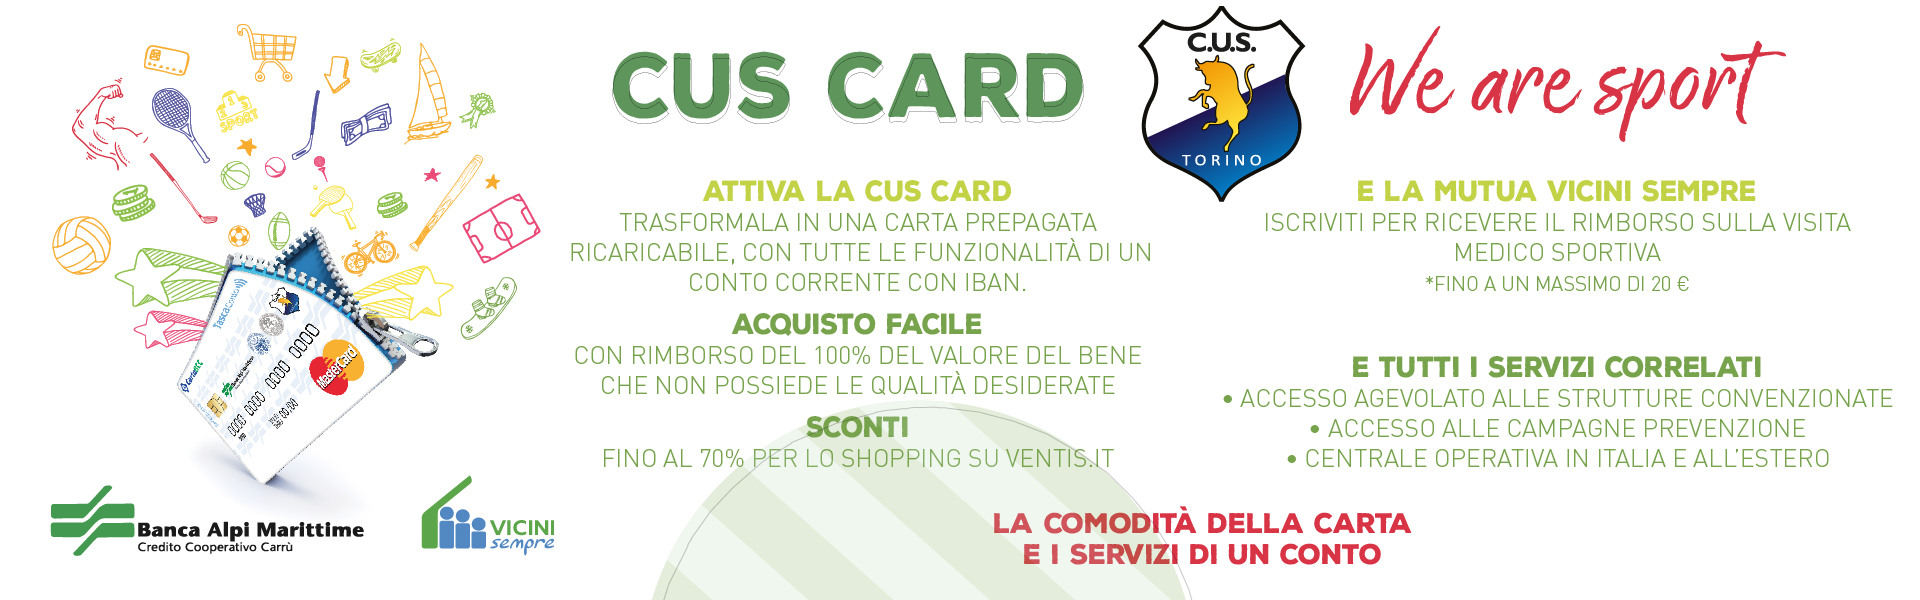 CUS CARD
C.U.S.
TORINO
We are sport
SPORT
ATTIVA LA CUS CARD
TRASFORMALA IN UNA CARTA PREPAGATA
RICARICABILE, CON TUTTE LE FUNZIONALITÀ DI UN
CONTO CORRENTE CON IBAN.
ACQUISTO FACILE
CON RIMBORSO DEL 100% DEL VALORE DEL BENE
CHE NON POSSIEDE LE QUALITÀ DESIDERATE
SCONTI
FINO AL 70% PER LO SHOPPING SU VENTIS.IT
E LA MUTUA VICINI SEMPRE
ISCRIVITI PER RICEVERE IL RIMBORSO SULLA VISITA
MEDICO SPORTIVA
*FINO A UN MASSIMO DI 20 €
E TUTTI I SERVIZI CORRELATI
• ACCESSO AGEVOLATO ALLE STRUTTURE CONVENZIONATE
• ACCESSO ALLE CAMPAGNE PREVENZIONE
• CENTRALE OPERATIVA IN ITALIA E ALL'ESTERO
LA COMODITÀ DELLA CARTA
E I SERVIZI DI UN CONTO
TascaConto
CartaBCC
0000 0000 0000 0000
00/00
MasterCard
Banca Alpi Marittime
Credito Cooperativo Carrù
VICINI
sempre